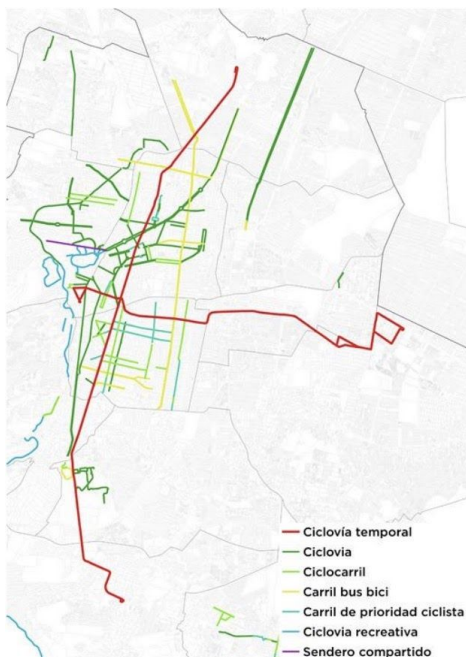 Ciclovía temporal
Ciclovia
Ciclocarril
Carril bus bici
Carril de prioridad ciclista
Ciclovia recreativa
Sendero compartido